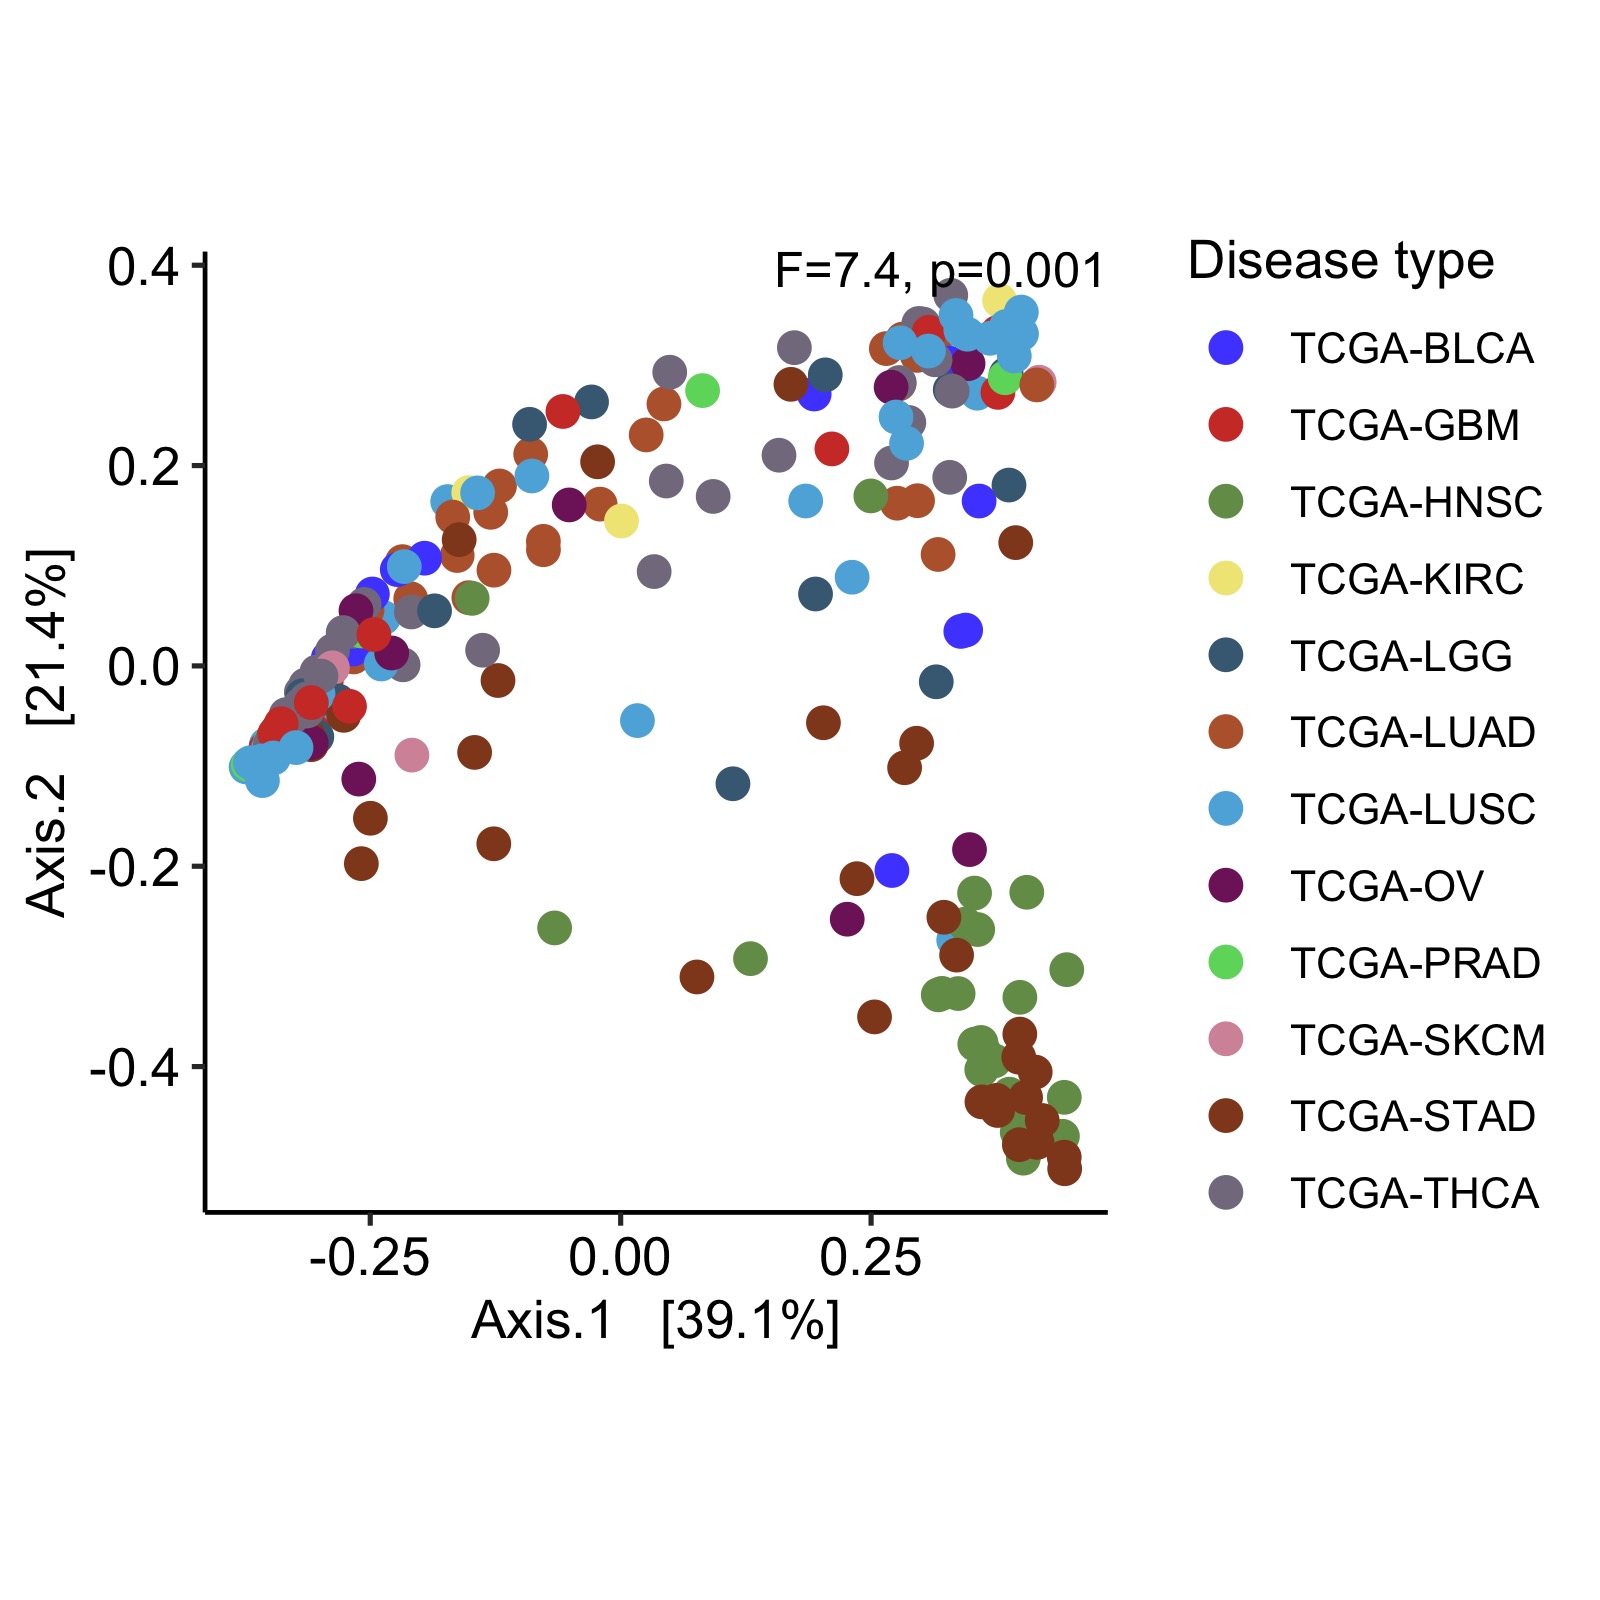 F=7.4, p=0.001
Disease type
TCGA-BLCA
TCGA-GBM
TCGA-HNSC
TCGA-KIRC
TCGA-LGG
TCGA-LUAD
TCGA-LUSC
TCGA-OV
TCGA-PRAD
TCGA-SKCM
TCGA-STAD
TCGA-THCA
Axis.2 [21.4%]
0.4
0.2
0.0
-0.2
-0.4
-0.25 0.00 0.25
Axis.1 [39.1%]